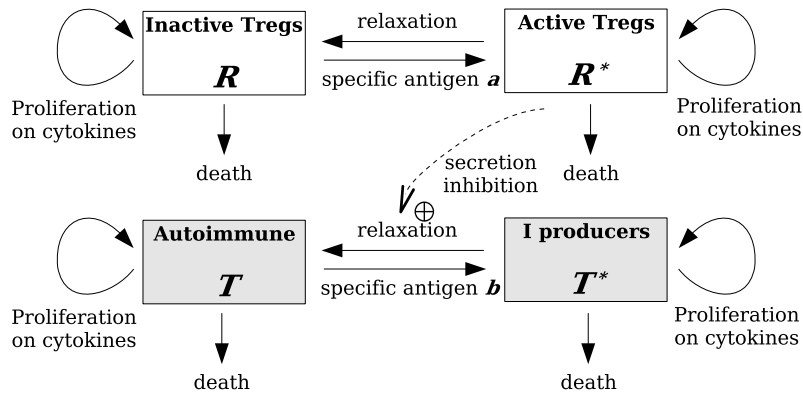 Inactive Tregs
R
relaxation
specific antigen a
Active Tregs
R*
Proliferation
on cytokines
Proliferation
on cytokines
death
secretion
inhibition
death
Autoimmune
T
⊕
relaxation
specific antigen b
I producers
T*
Proliferation
on cytokines
Proliferation
on cytokines
death
death